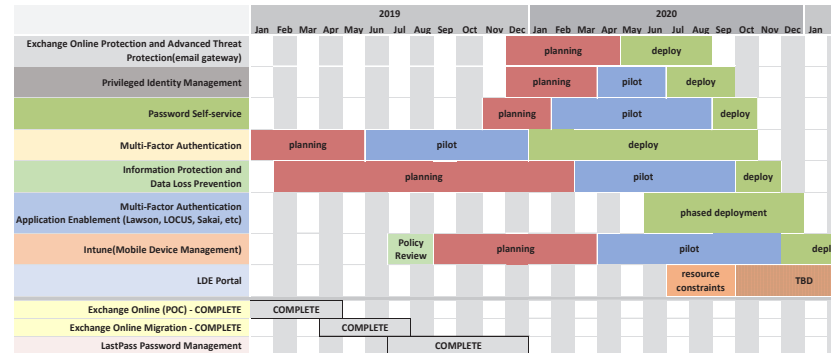 2019 2020
Jan Feb Mar Apr May Jun Jul Aug Sep Oct Nov Dec Jan Feb Mar Apr May Jun Jul Aug Sep Oct Nov Dec Jan
Exchange Online Protection and Advanced Threat
Protection(email gateway)
planning deploy
Privileged Identity Management planning pilot deploy
Password Self-service planning pilot deploy
Multi-Factor Authentication planning pilot deploy
Information Protection and
Data Loss Prevention
planning pilot deploy
Multi-Factor Authentication
Application Enablement (Lawson, LOCUS, Sakai, etc)
phased deployment
Intune(Mobile Device Management)
Policy
Review
planning pilot depl
LDE Portal
resource
constraints
TBD
Exchange Online (POC) - COMPLETE COMPLETE
Exchange Online Migration - COMPLETE COMPLETE
LastPass Password Management COMPLETE